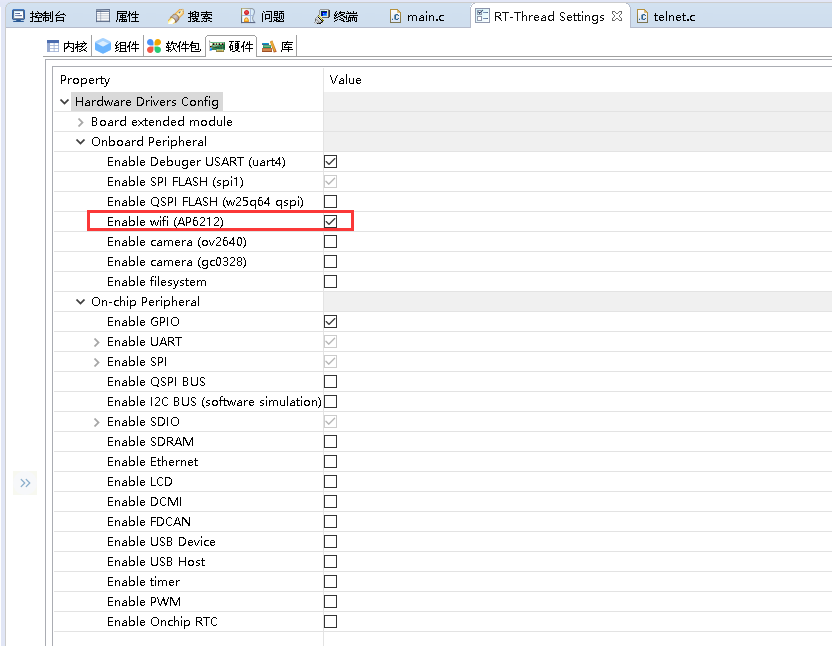 控制台 属性 搜索 问题 终端 main.c RT-Thread Settings telnet.c
内核 组件 软件包 硬件 库
Property Value
Hardware Drivers Config
Board extended module
Onboard Peripheral
Enable Debuger USART (uart4)
Enable SPI FLASH (spi1)
Enable QSPI FLASH (w25q64 qspi)
Enable wifi (AP6212)
Enable camera (ov2640)
Enable camera (gc0328)
Enable filesystem
On-chip Peripheral
Enable GPIO
Enable UART
Enable SPI
Enable QSPI BUS
Enable I2C BUS (software simulation)
Enable SDIO
Enable SDRAM
Enable Ethernet
Enable LCD
Enable DCMI
Enable FDCAN
Enable USB Device
Enable USB Host
Enable timer
Enable PWM
Enable Onchip RTC